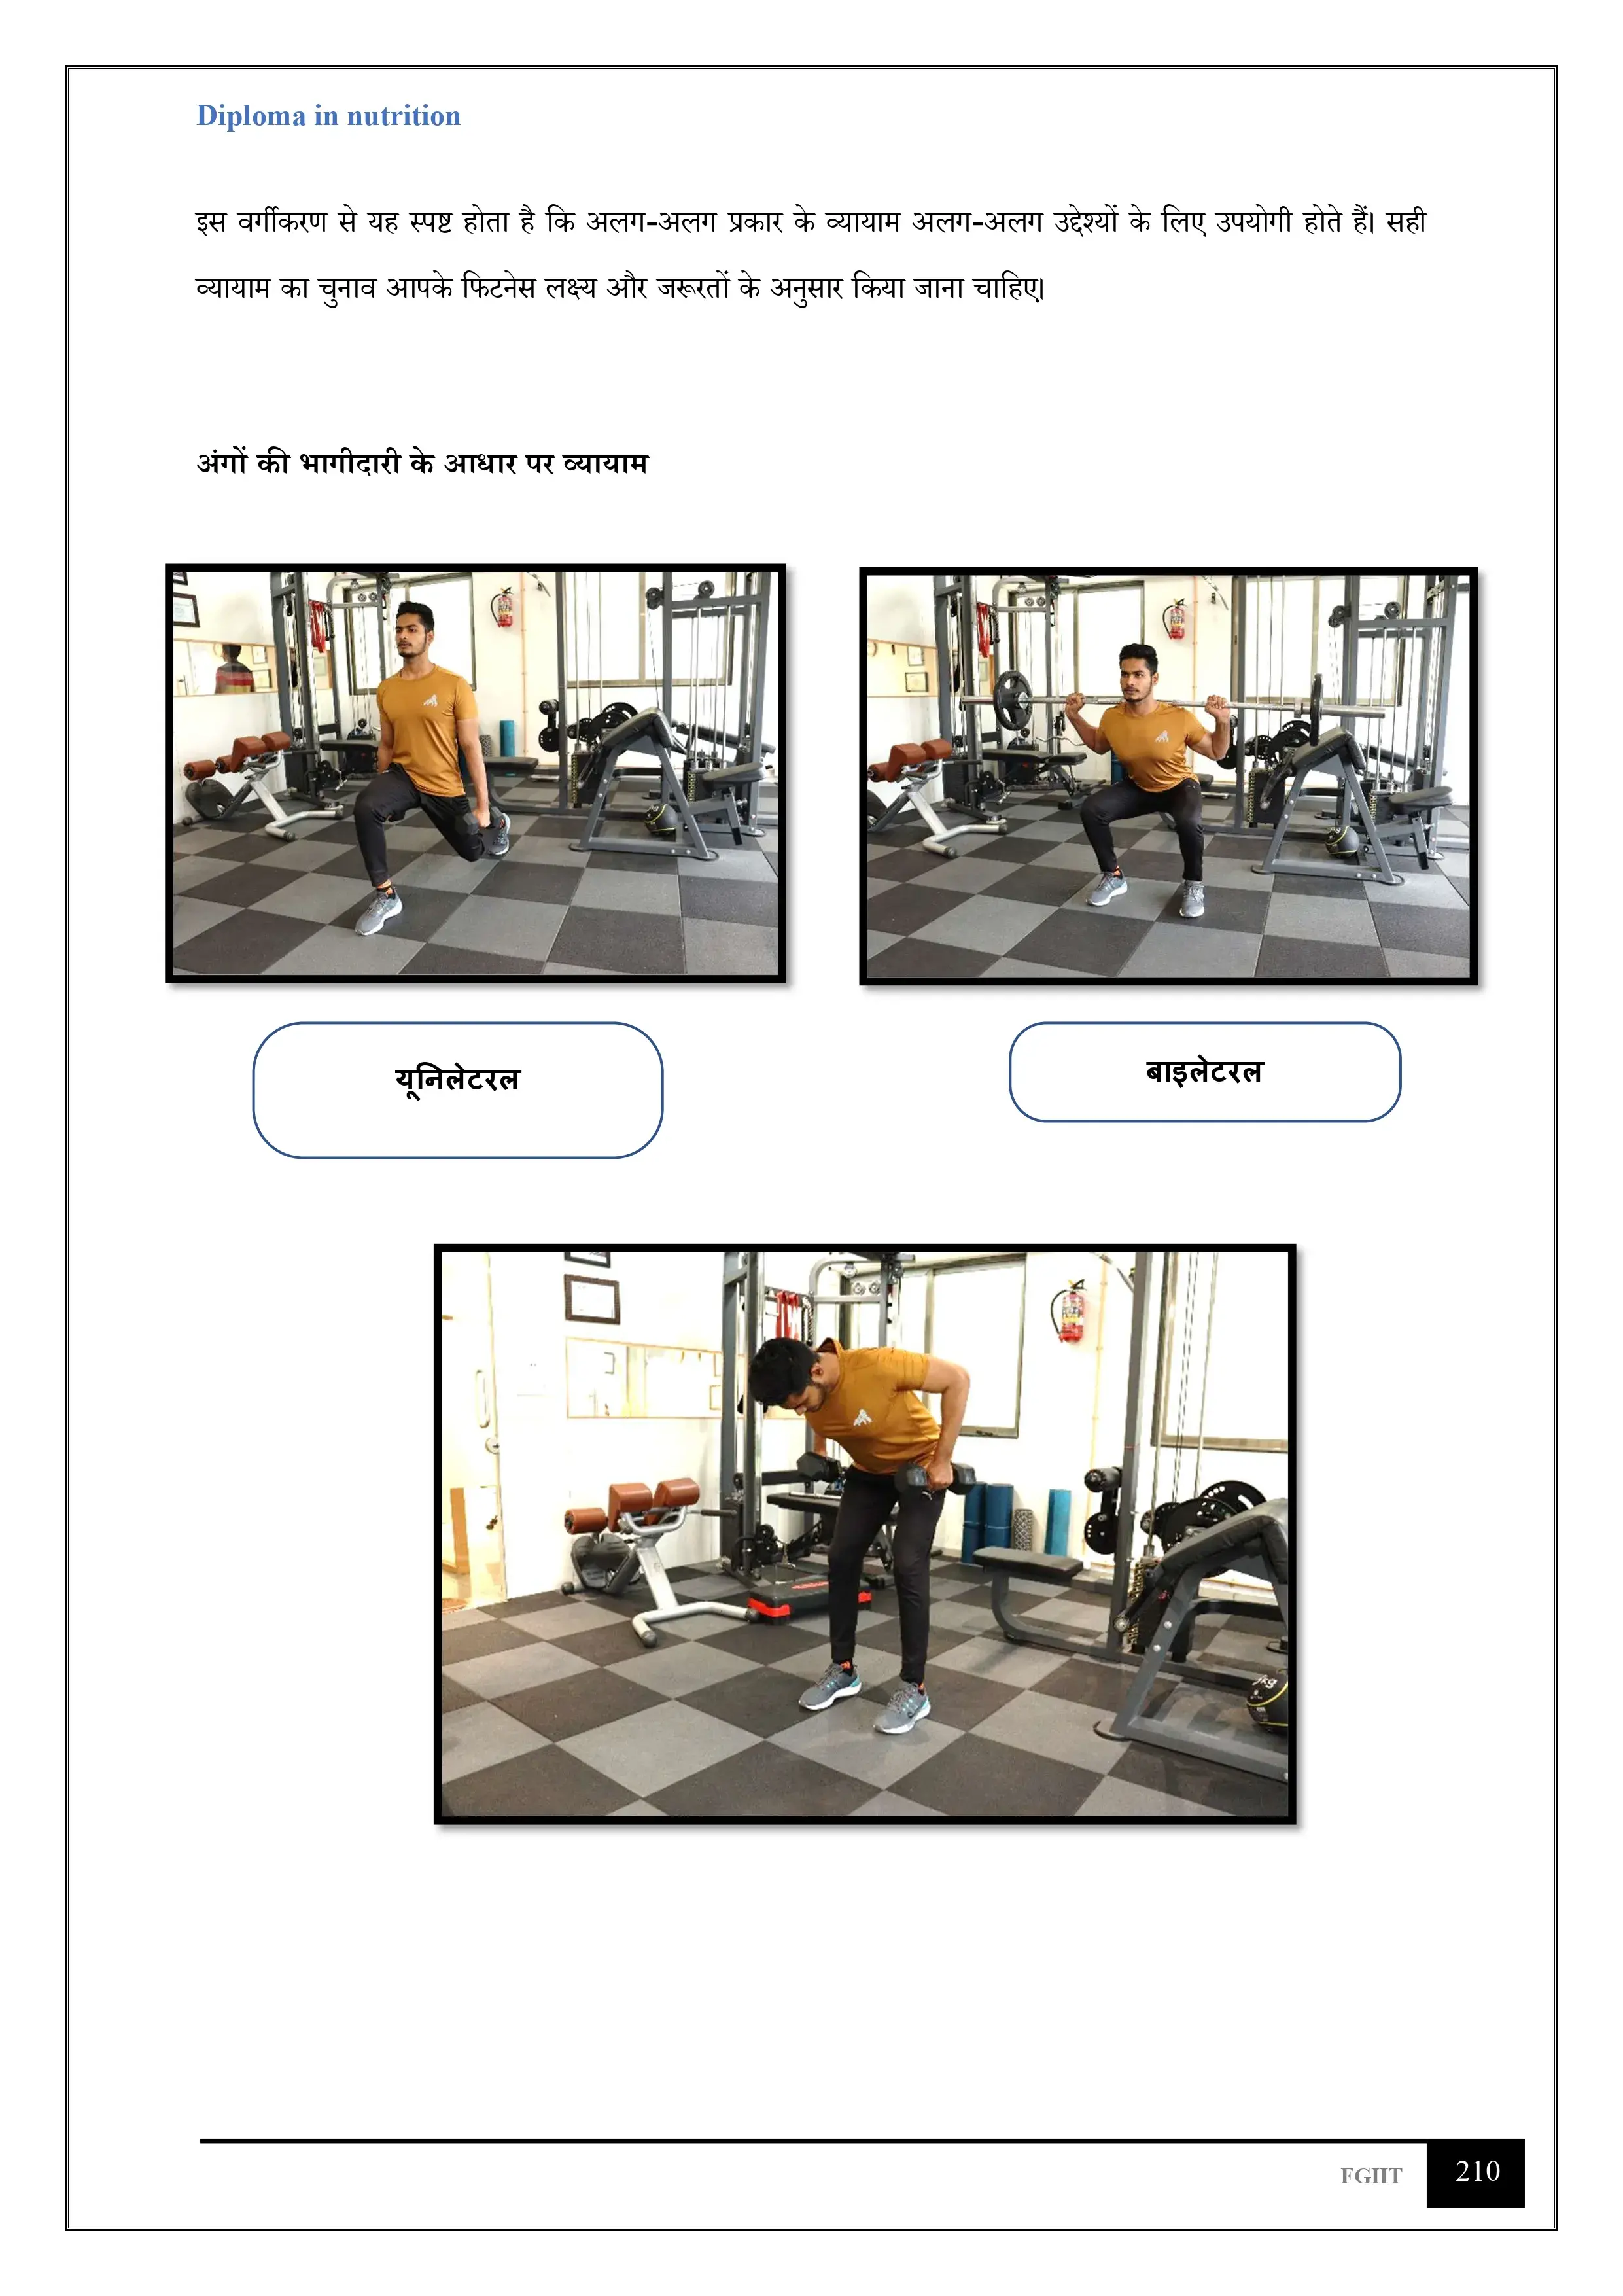 Diploma in nutrition
इस वर्गीकरण से यह स्पष्ट होता है कि अलग-अलग प्रकार के व्यायाम अलग-अलग उद्देश्यों के लिए उपयोगी होते हैं। सही
व्यायाम का चुनाव आपके फिटनेस लक्ष्य और जरूरतों के अनुसार किया जाना चाहिए।
अंगों की भागीदारी के आधार पर व्यायाम
यूनिलेटरल
बाइलेटरल
FGIIT
210